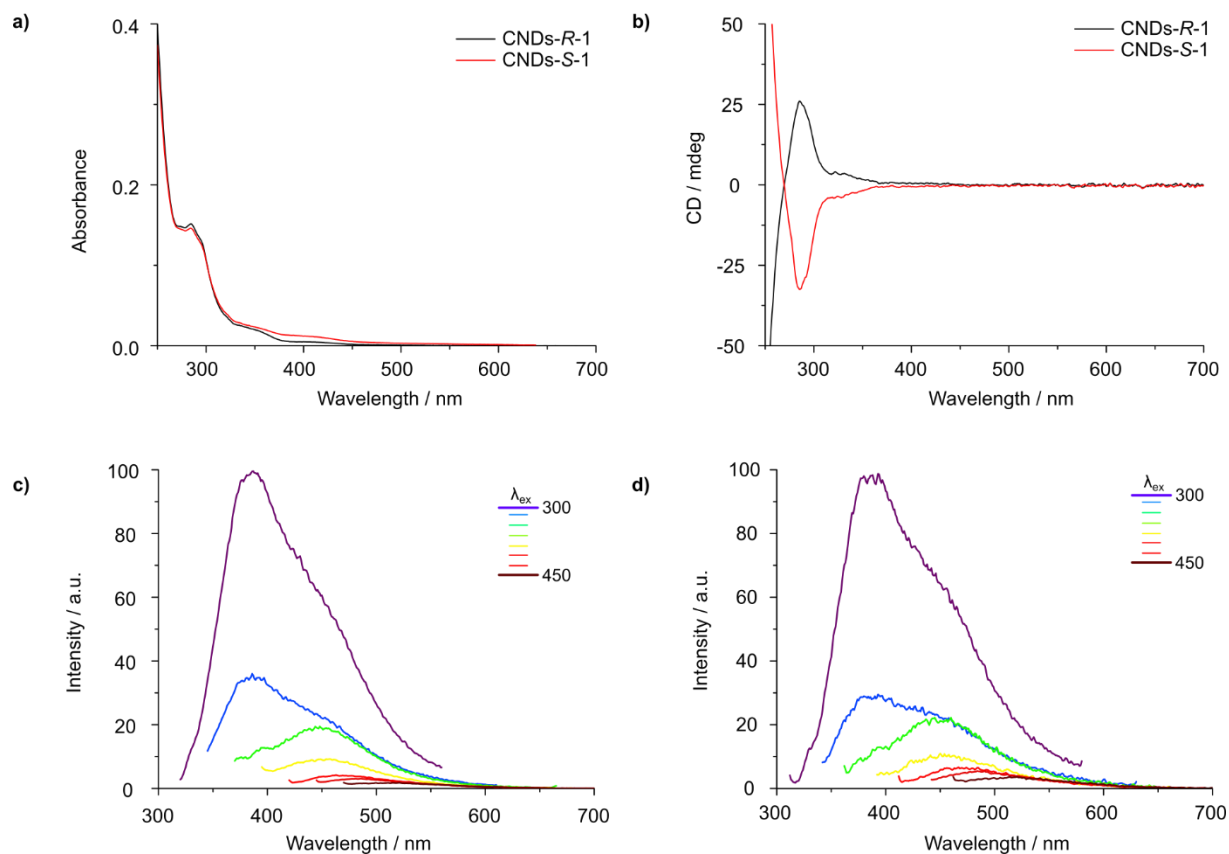 a)
CNDs-R-1
CNDs-S-1
0.4
0.2
0.0
Absorbance
300 400 500 600 700
Wavelength / nm
b)
CNDs-R-1
CNDs-S-1
50
25
0
-25
-50
CD / mdeg
300 400 500 600 700
Wavelength / nm
c)
λex
300
450
100
80
60
40
20
0
Intensity / a.u.
300 400 500 600 700
Wavelength / nm
d)
λex
300
450
100
80
60
40
20
0
Intensity / a.u.
300 400 500 600 700
Wavelength / nm